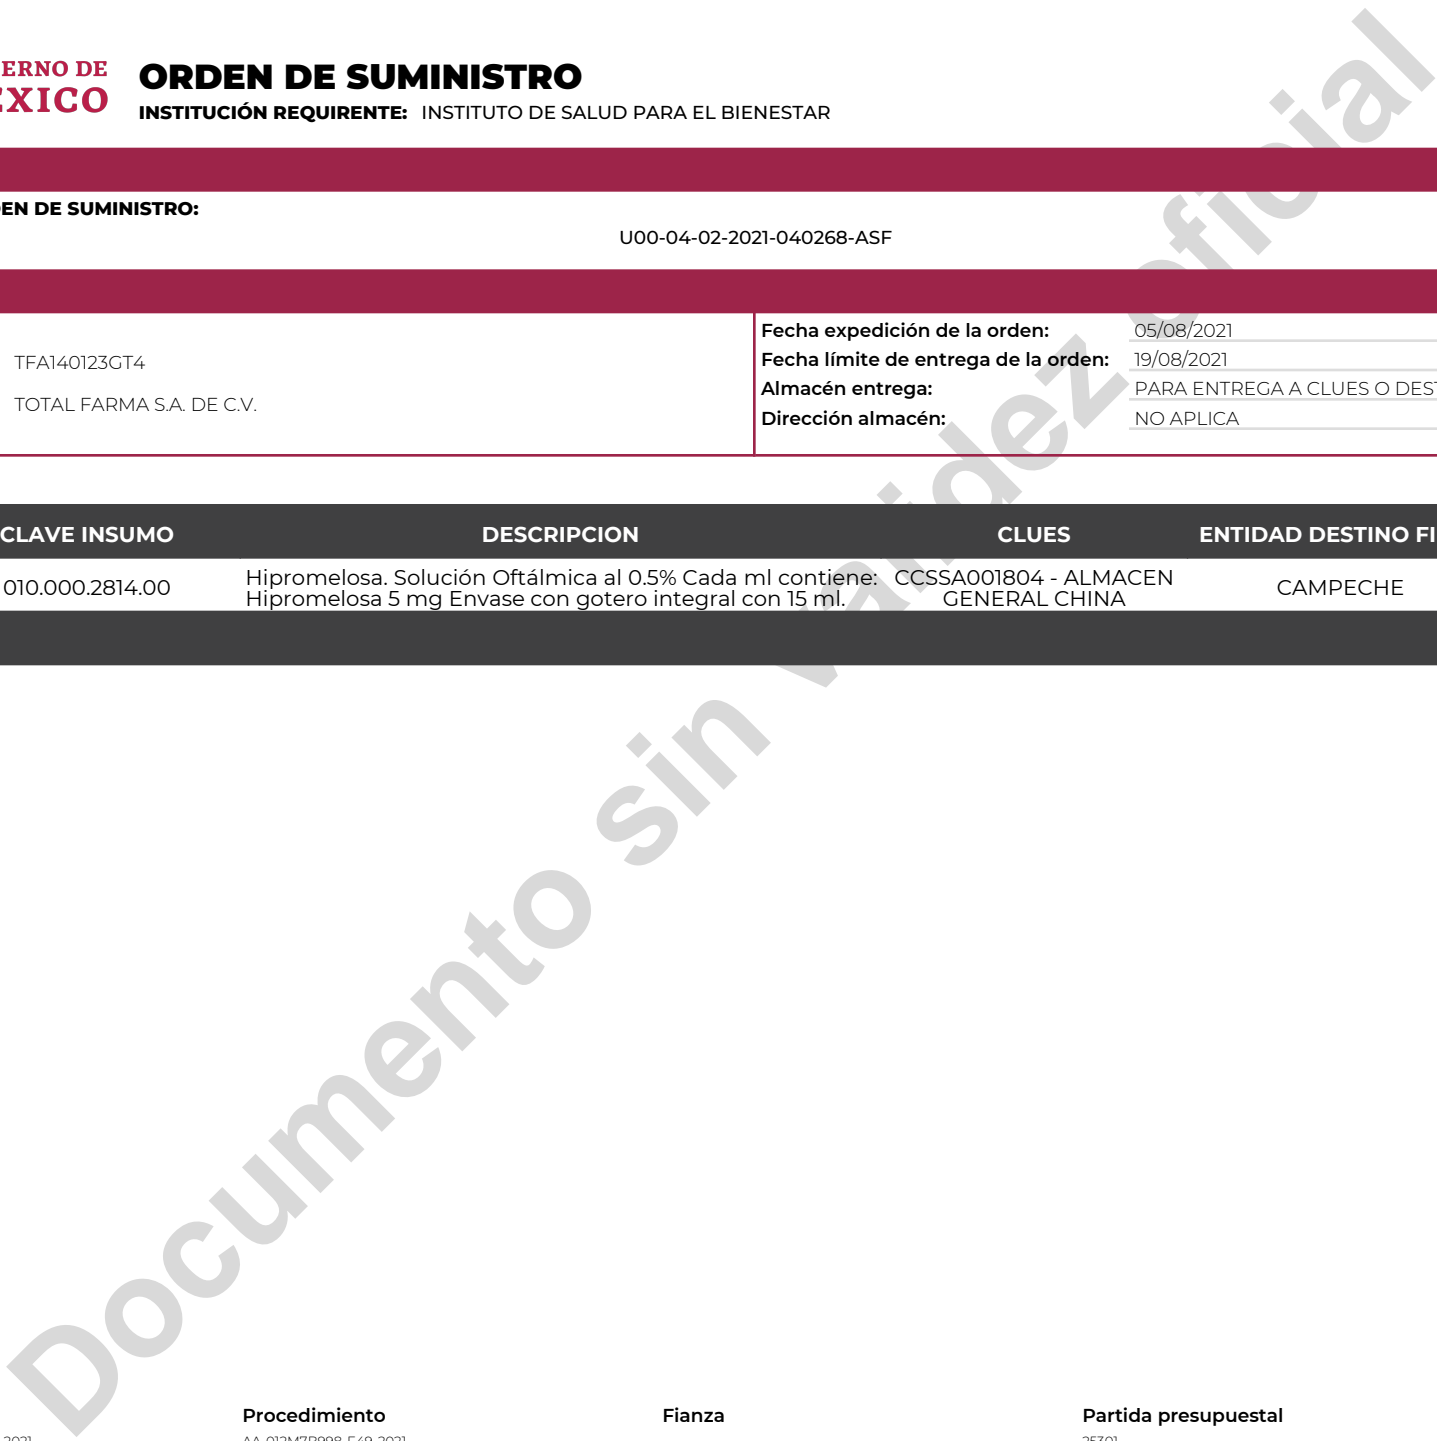 ERNO DE
EXICO
ORDEN DE SUMINISTRO
INSTITUCIÓN REQUIRENTE: INSTITUTO DE SALUD PARA EL BIENESTAR
EN DE SUMINISTRO:
U00-04-02-2021-040268-ASF
TFA140123GT4
TOTAL FARMA S.A. DE C.V.
Fecha expedición de la orden: 05/08/2021
Fecha límite de entrega de la orden: 19/08/2021
Almacén entrega: PARA ENTREGA A CLUES O DEST
Dirección almacén: NO APLICA
CLAVE INSUMO DESCRIPCION CLUES ENTIDAD DESTINO FI
010.000.2814.00 Hipromelosa. Solución Oftálmica al 0.5% Cada ml contiene: CCSSA001804 - ALMACEN CAMPECHE
Hipromelosa 5 mg Envase con gotero integral con 15 ml. GENERAL CHINA
Documento sin validez oficial
Procedimiento Fianza Partida presupuestal